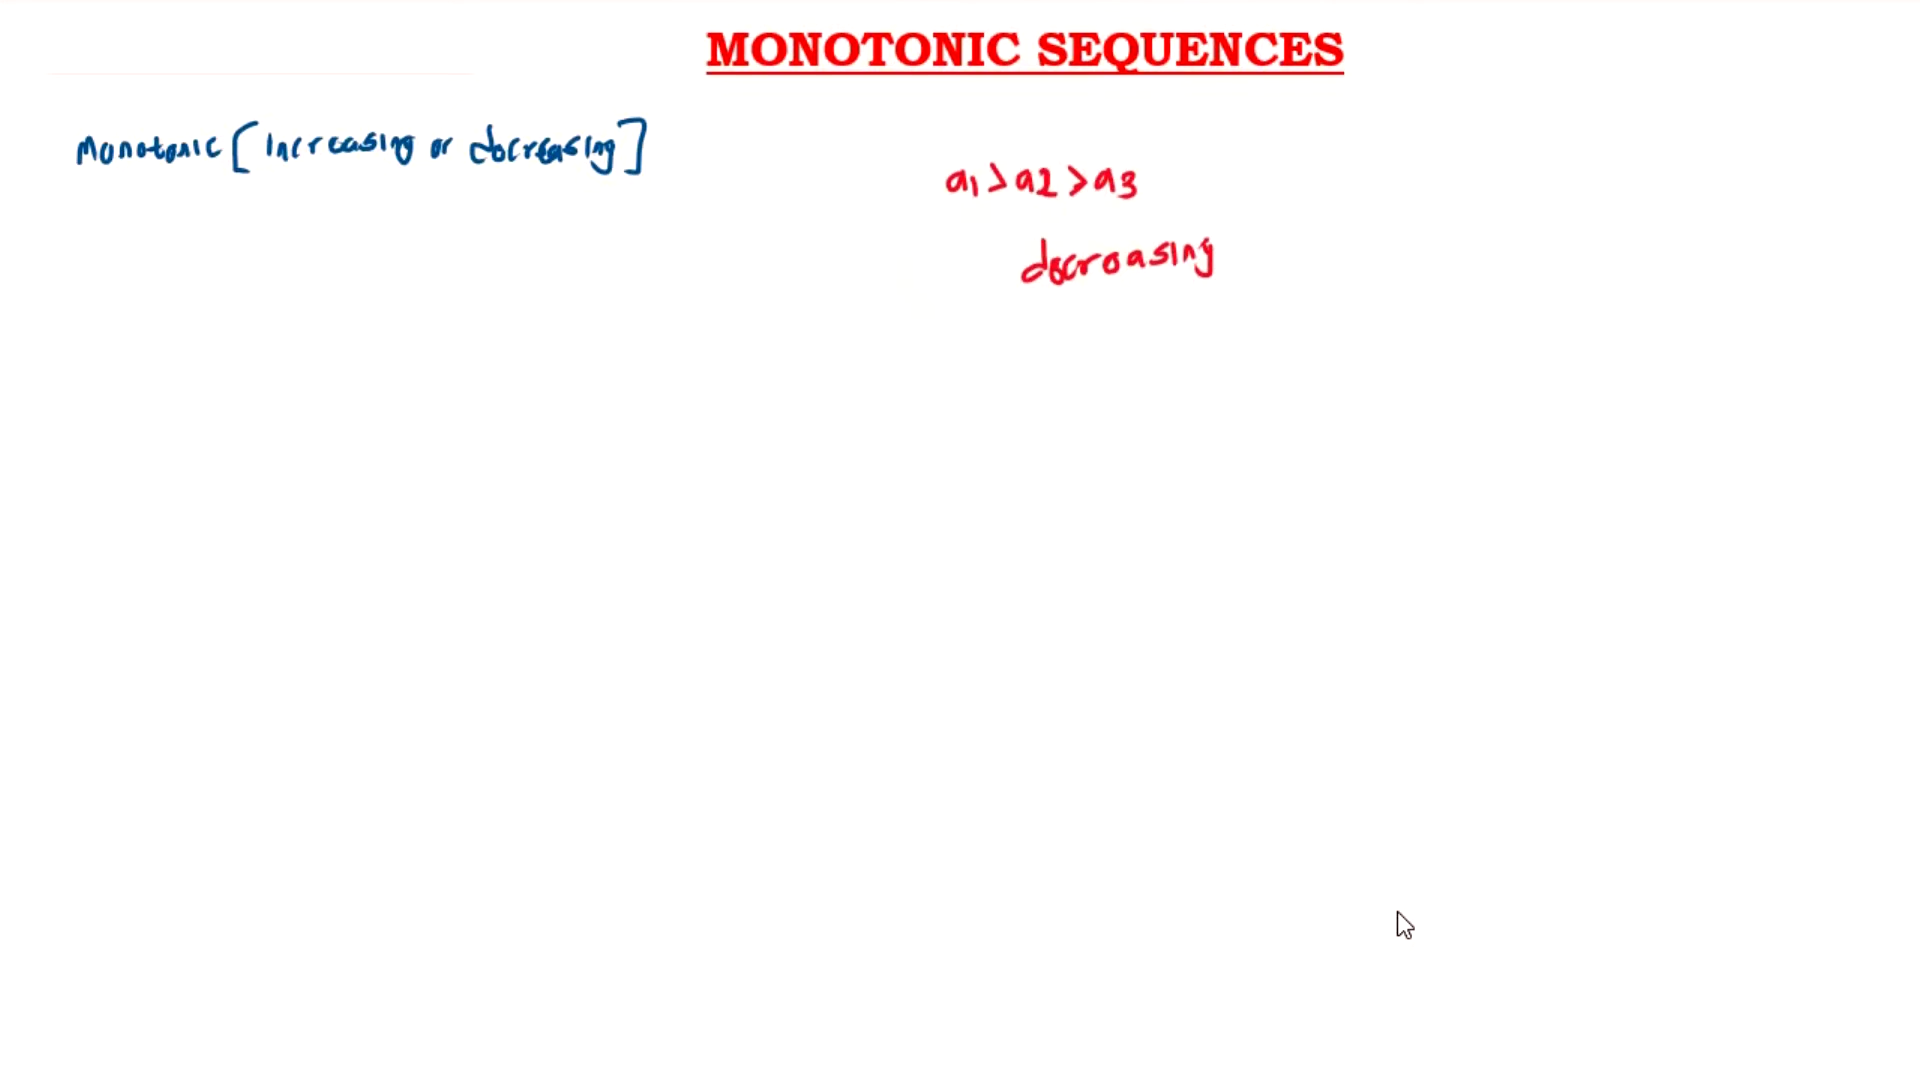 MONOTONIC SEQUENCES
Monotonic [increasing or decreasing]
a1 > a2 > a3
decreasing